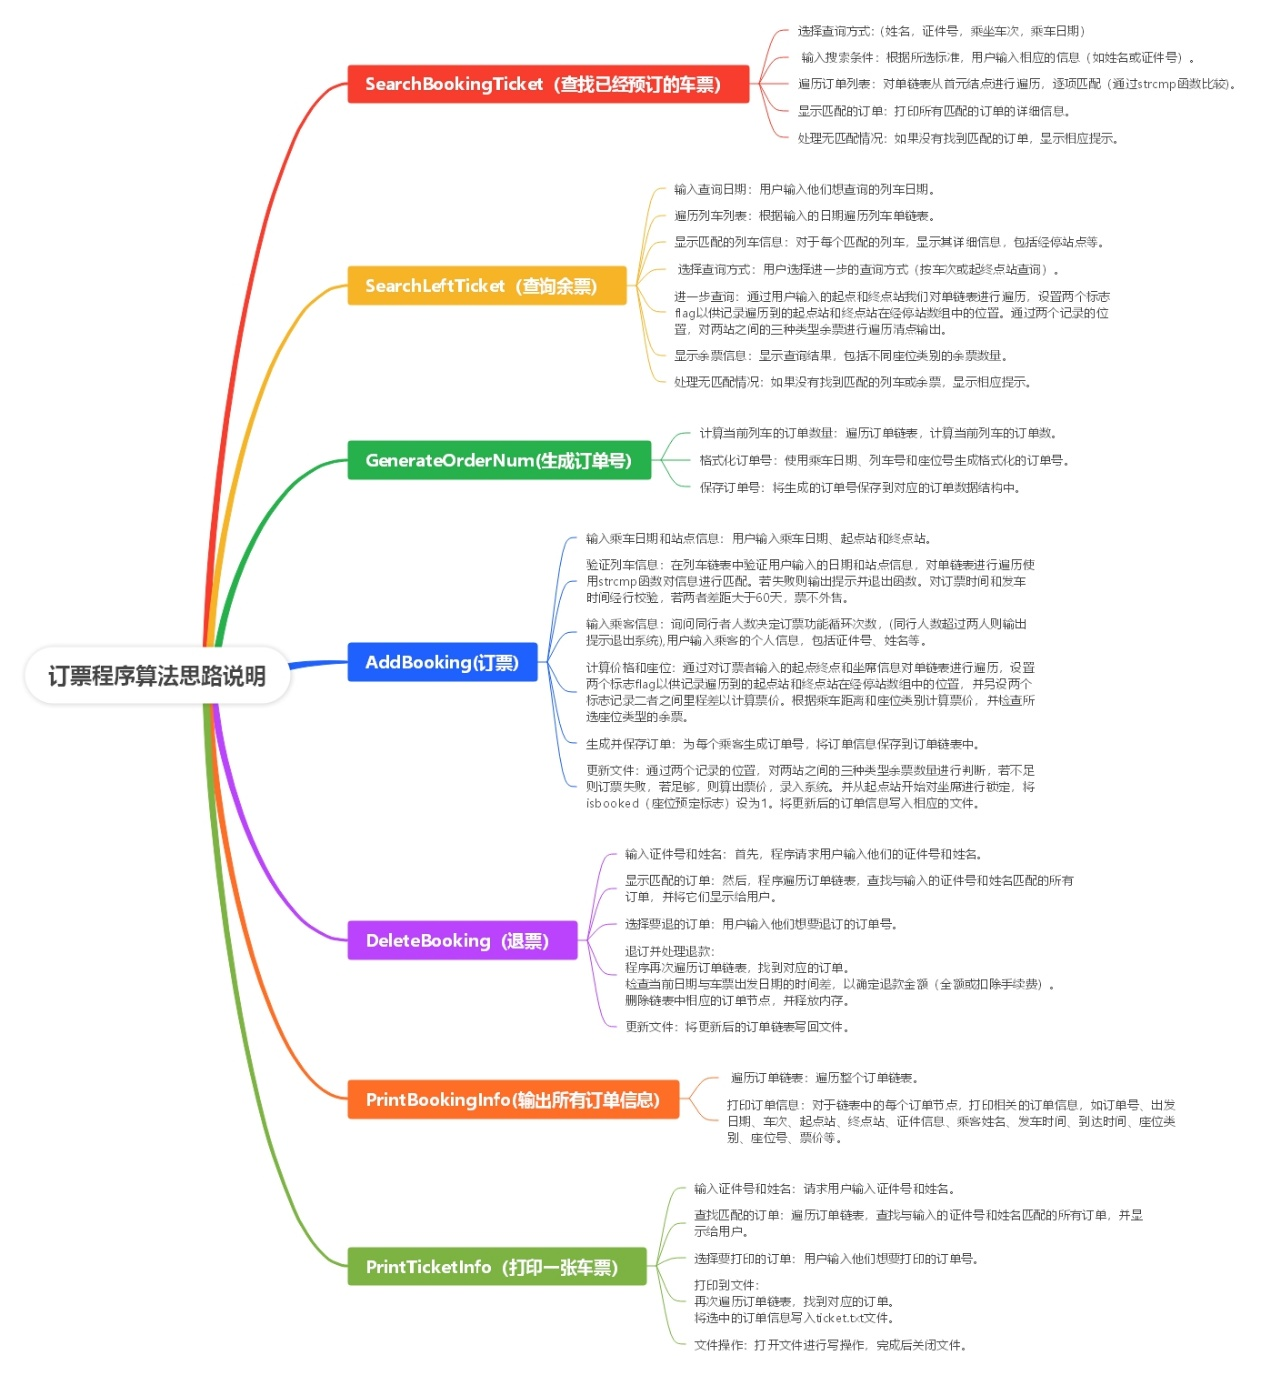 订票程序算法思路说明
SearchBookingTicket（查找已经预订的车票）
选择查询方式：（姓名，证件号，乘坐车次，乘车日期）
输入搜索条件：根据所选标准，用户输入相应的信息（如姓名或证件号）。
遍历订单列表：对单链表从首元结点进行遍历，逐项匹配（通过strcmp函数比较）。
显示匹配的订单：打印所有匹配的订单的详细信息。
处理无匹配情况：如果没有找到匹配的订单，显示相应提示。
SearchLeftTicket（查询余票）
输入查询日期：用户输入他们想查询的列车日期。
遍历列车列表：根据输入的日期遍历列车单链表。
显示匹配的列车信息：对于每个匹配的列车，显示其详细信息，包括经停站点等。
选择查询方式：用户选择进一步的查询方式（按车次或起终点站查询）。
进一步查询：通过用户输入的起点和终点站我们对单链表进行遍历，设置两个标志
flag以供记录遍历到的起点站和终点站在经停站数组中的位置。通过两个记录的位
置，对两站之间的三种类型余票进行遍历清点输出。
显示余票信息：显示查询结果，包括不同座位类别的余票数量。
处理无匹配情况：如果没有找到匹配的列车或余票，显示相应提示。
GenerateOrderNum(生成订单号)
计算当前列车的订单数量：遍历订单链表，计算当前列车的订单数。
格式化订单号：使用乘车日期、列车号和座位号生成格式化的订单号。
保存订单号：将生成的订单号保存到对应的订单数据结构中。
AddBooking(订票)
输入乘车日期和站点信息：用户输入乘车日期、起点站和终点站。
验证列车信息：在列车链表中验证用户输入的日期和站点信息，对单链表进行遍历使
用strcmp函数对信息进行匹配。若失败则输出提示并退出函数。对订票时间和发车
时间经行校验，若两者差距大于60天，票不外售。
输入乘客信息：询问同行者人数决定订票功能循环次数，(同行人数超过两人则输出
提示退出系统),用户输入乘客的个人信息，包括证件号、姓名等。
计算价格和座位：通过对订票者输入的起点终点和坐席信息对单链表进行遍历，设置
两个标志flag以供记录遍历到的起点站和终点站在经停站数组中的位置，并另设两个
标志记录二者之间里程差以计算票价。根据乘车距离和座位类别计算票价，并检查所
选座位类型的余票。
生成并保存订单：为每个乘客生成订单号，将订单信息保存到订单链表中。
更新文件：通过两个记录的位置，对两站之间的三种类型余票数量进行判断，若不足
则订票失败，若足够，则算出票价，录入系统。并从起点站开始对坐席进行锁定，将
isbooked（座位预定标志）设为1。将更新后的订单信息写入相应的文件。
DeleteBooking（退票）
输入证件号和姓名：首先，程序请求用户输入他们的证件号和姓名。
显示匹配的订单：然后，程序遍历订单链表，查找与输入的证件号和姓名匹配的所有
订单，并将它们显示给用户。
选择要退的订单：用户输入他们想要退订的订单号。
退订并处理退款：
程序再次遍历订单链表，找到对应的订单。
检查当前日期与车票出发日期的时间差，以确定退款金额（全额或扣除手续费）。
删除链表中相应的订单节点，并释放内存。
更新文件：将更新后的订单链表写回文件。
PrintBookingInfo(输出所有订单信息)
遍历订单链表：遍历整个订单链表。
打印订单信息：对于链表中的每个订单节点，打印相关的订单信息，如订单号、出发
日期、车次、起点站、终点站、证件信息、乘客姓名、发车时间、到达时间、座位类
别、座位号、票价等。
PrintTicketInfo（打印一张车票）
输入证件号和姓名：请求用户输入证件号和姓名。
查找匹配的订单：遍历订单链表，查找与输入的证件号和姓名匹配的所有订单，并显
示给用户。
选择要打印的订单：用户输入他们想要打印的订单号。
打印到文件：
再次遍历订单链表，找到对应的订单。
将选中的订单信息写入ticket.txt文件。
文件操作：打开文件进行写操作，完成后关闭文件。